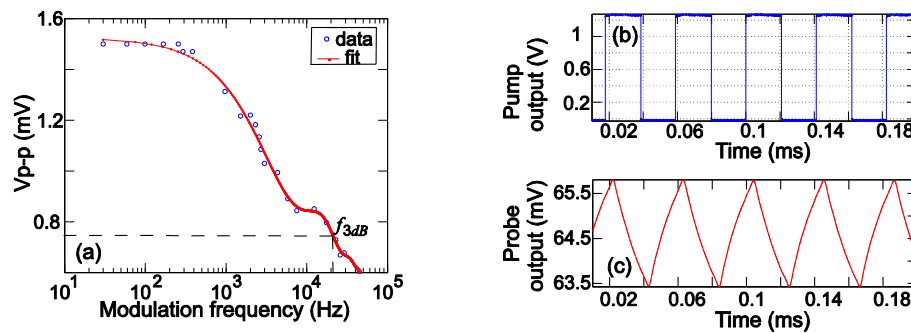 1.6
1.2
0.8
Vp-p (mV)
data
fit
f3dB
(a)
10^1 10^2 10^3 10^4 10^5
Modulation frequency (Hz)
(b)
1
0.6
0.2
Pump
output (V)
0.02 0.06 0.1 0.14 0.18
Time (ms)
65.5
64.5
63.5
Probe
output (mV)
(c)
0.02 0.06 0.1 0.14 0.18
Time (ms)